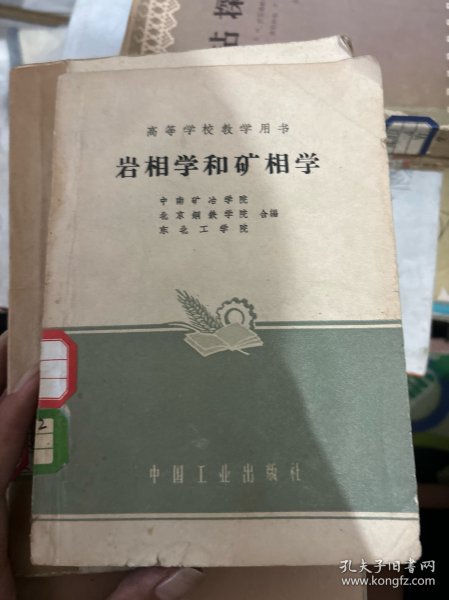 探
高等学校教学用书
岩相学和矿相学
中南矿冶学院
北京钢铁学院 合编
东北工学院
中国工业出版社
2
孔夫子旧书网
www.kongfz.com